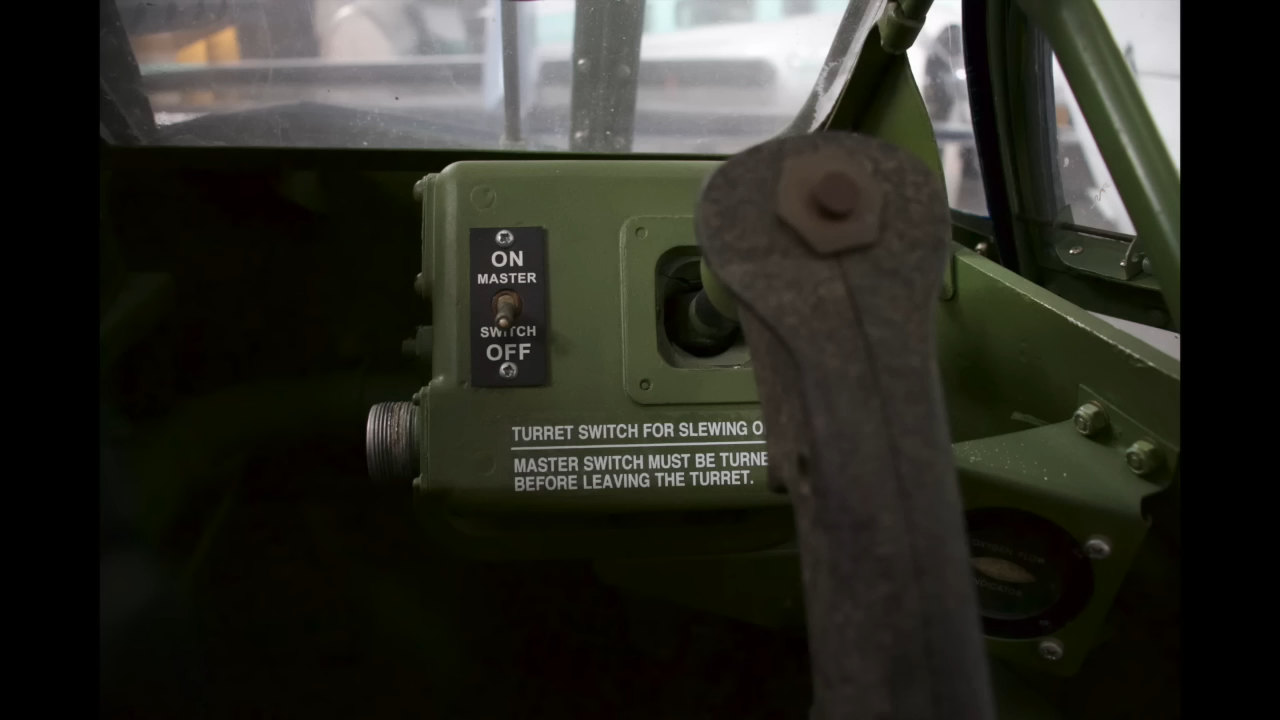 ON
MASTER
SWITCH
OFF
TURRET SWITCH FOR SLEWING O
MASTER SWITCH MUST BE TURNE
BEFORE LEAVING THE TURRET.